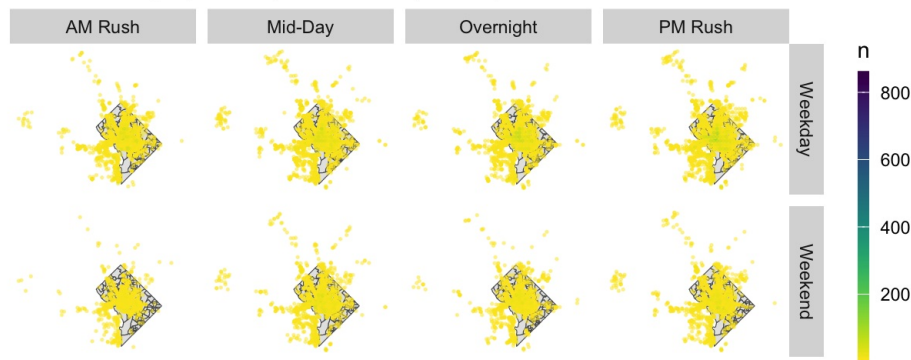 AM Rush
Mid-Day
Overnight
PM Rush
n
Weekday
Weekend
800
600
400
200